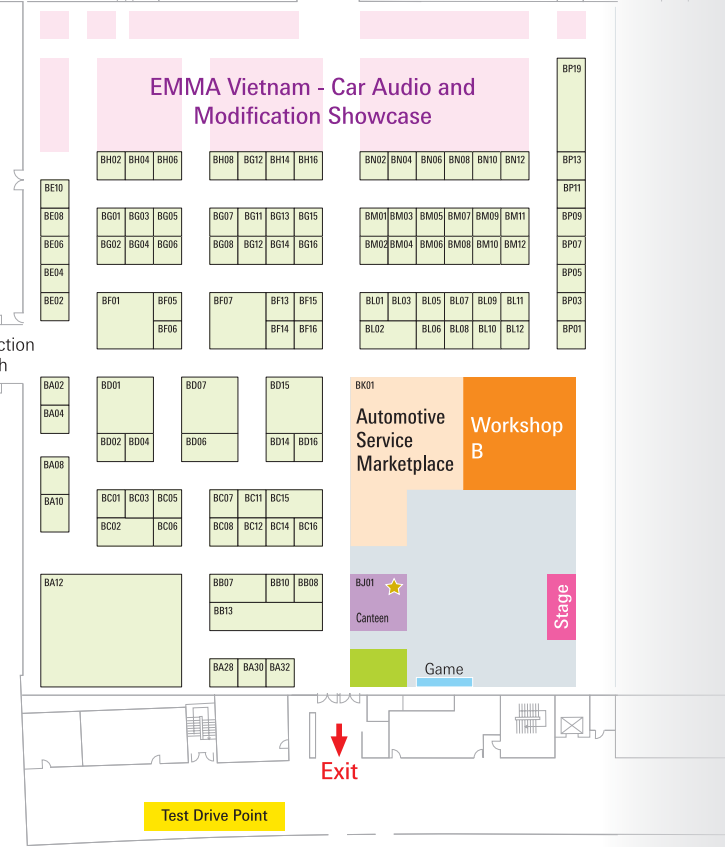 EMMA Vietnam - Car Audio and
Modification Showcase
BP19
BH02 BH04 BH06 BH08 BG12 BH14 BH16 BN02 BN04 BN06 BN08 BN10 BN12 BP13
BE10 BP11
BE08 BG01 BG03 BG05 BG07 BG11 BG13 BG15 BM01 BM03 BM05 BM07 BM09 BM11 BP09
BE06 BG02 BG04 BG06 BG08 BG12 BG14 BG16 BM02 BM04 BM06 BM08 BM10 BM12 BP07
BE04 BP05
BE02 BF01 BF05 BF07 BF13 BF15 BL01 BL03 BL05 BL07 BL09 BL11 BP03
BF06 BF14 BF16 BL02 BL06 BL08 BL10 BL12 BP01
ction
h
BA02 BD01 BD07 BD15 BK01
BA04
Automotive
Service
Marketplace
Workshop
B
BD02 BD04 BD06 BD14 BD16
BA08
BA10 BC01 BC03 BC05 BC07 BC11 BC15
BC02 BC06 BC08 BC12 BC14 BC16
BA12 BB07 BB10 BB08 BJ01
BB13 Canteen
Stage
BA28 BA30 BA32
Game
Exit
Test Drive Point